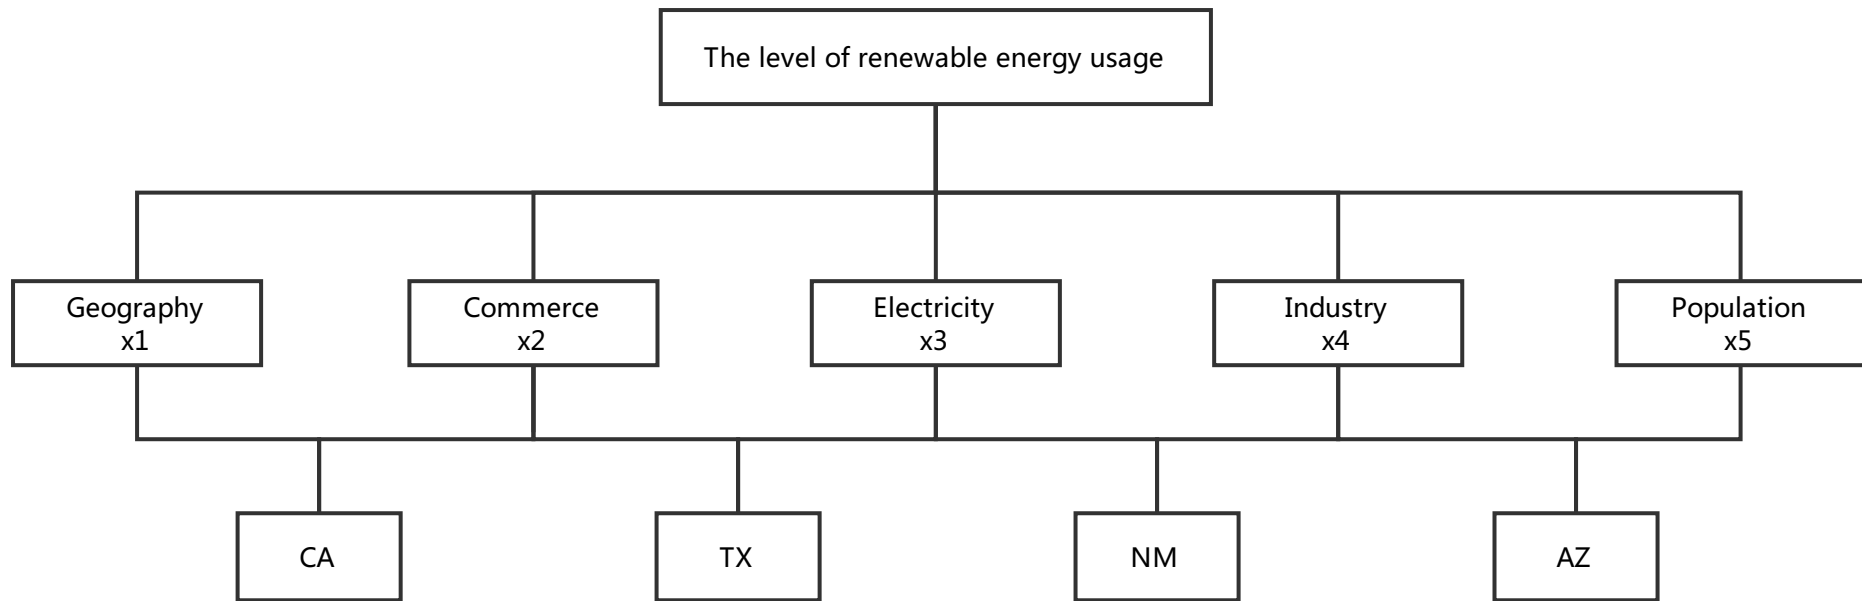 The level of renewable energy usage
Geography
x1
Commerce
x2
Electricity
x3
Industry
x4
Population
x5
CA
TX
NM
AZ